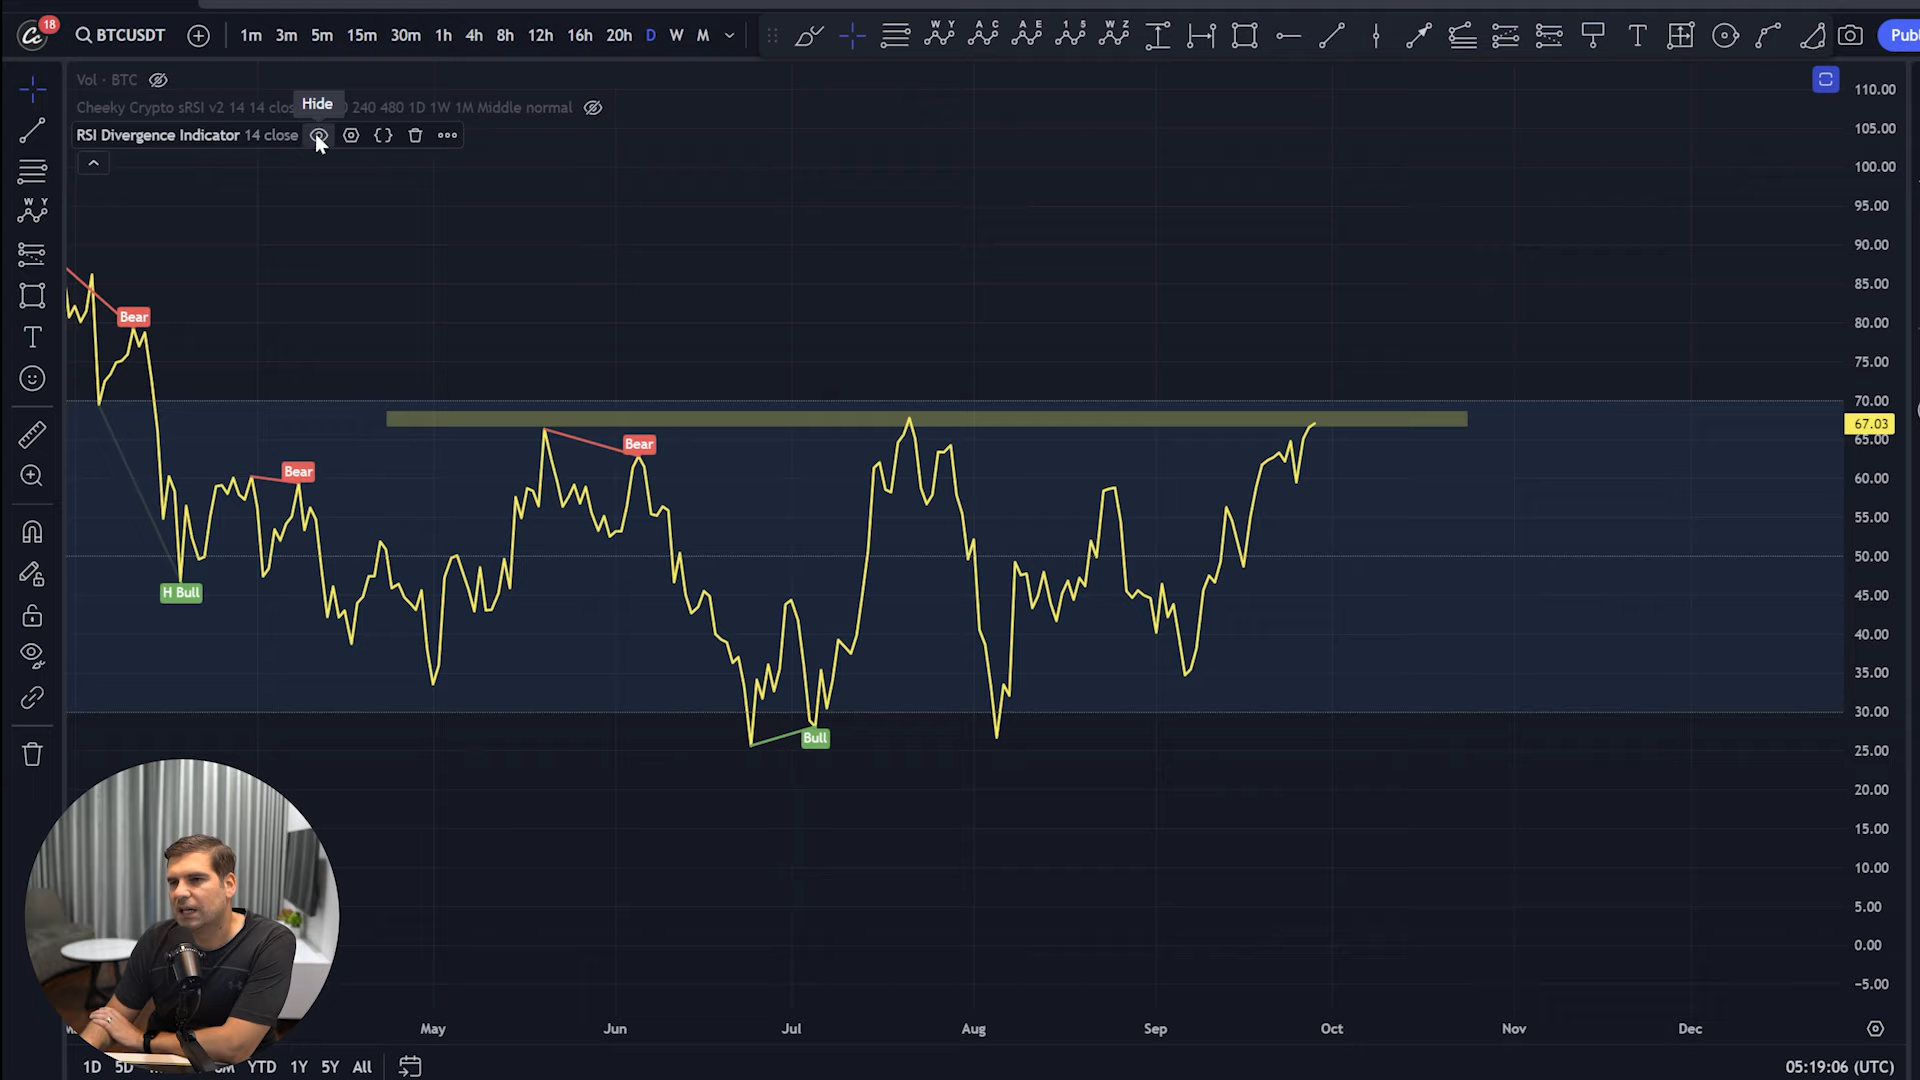 18
BTCUSDT
1m 3m 5m 15m 30m 1h 4h 8h 12h 16h 20h D W M
W Y
A C
A E
1 5
W Z
T
Publ
Vol · BTC
Hide
Cheeky Crypto sRSI v2 14 14 clos 240 480 1D 1W 1M Middle normal
RSI Divergence Indicator 14 close
W Y
T
110.00
105.00
100.00
95.00
90.00
85.00
80.00
75.00
70.00
67.03
65.00
60.00
55.00
50.00
45.00
40.00
35.00
30.00
25.00
20.00
15.00
10.00
5.00
0.00
−5.00
Bear
Bear
H Bull
Bear
Bull
May Jun Jul Aug Sep Oct Nov Dec
1D 5D YTD 1Y 5Y All
05:19:06 (UTC)